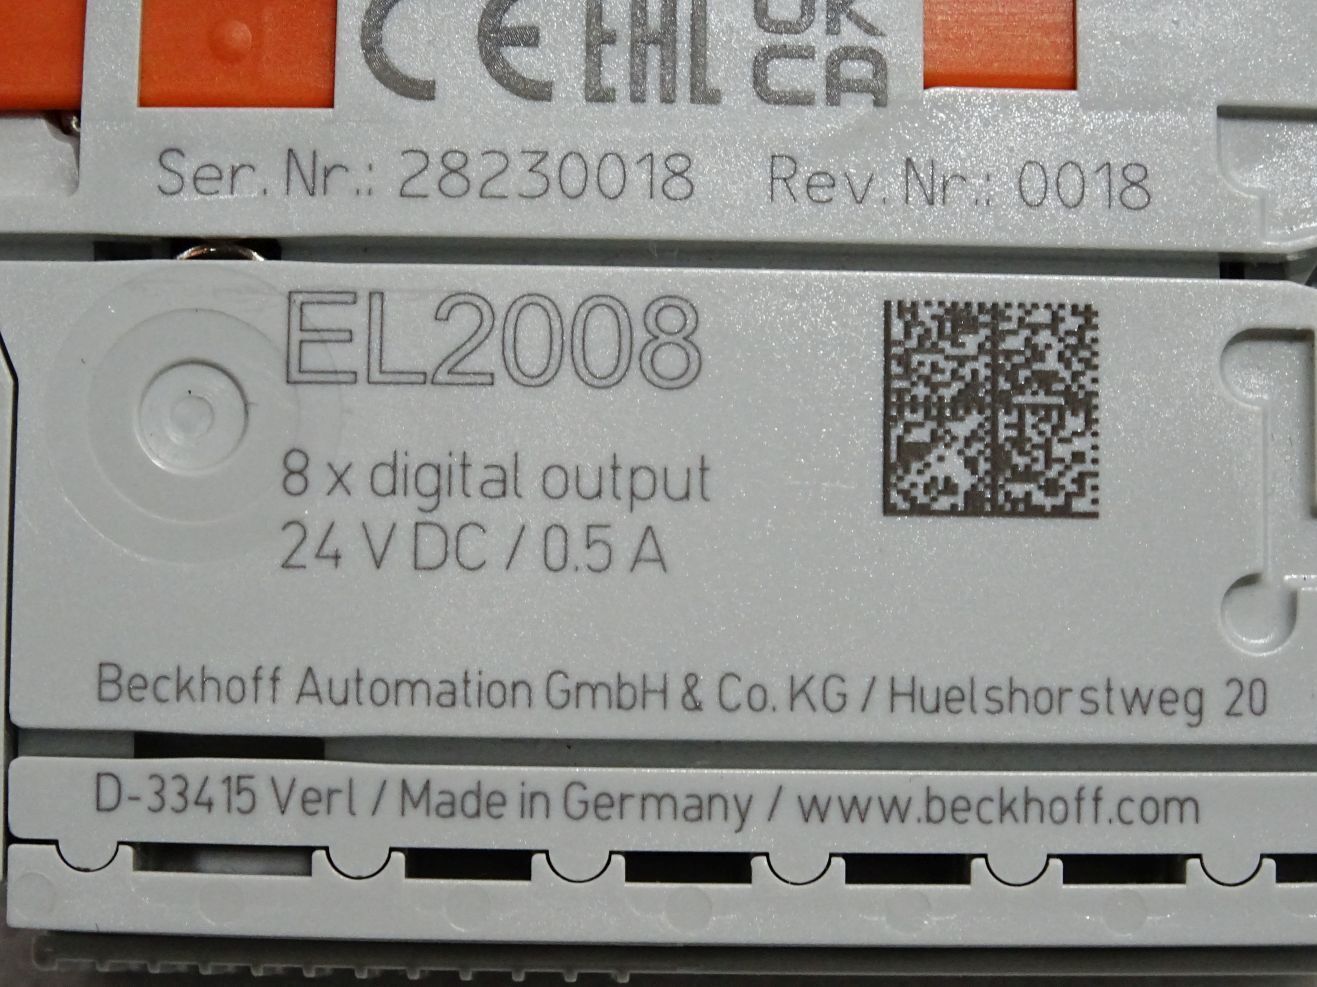 CE EAC UK
CA
Ser.Nr.: 28230018 Rev.Nr.: 0018
EL2008
8 x digital output
24 V DC / 0.5 A
Beckhoff Automation GmbH & Co. KG / Huelshorstweg 20
D-33415 Verl / Made in Germany / www.beckhoff.com